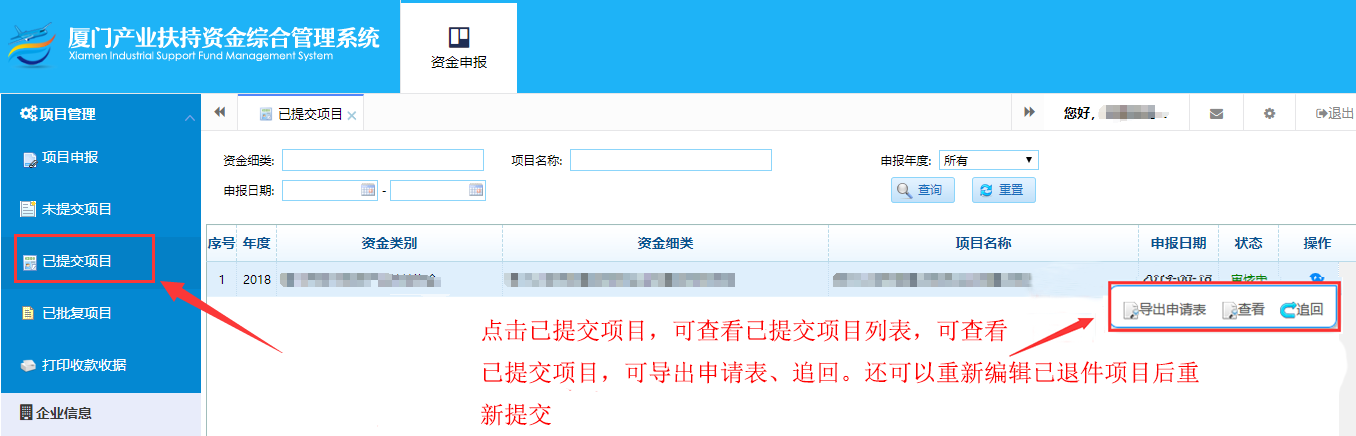 厦门产业扶持资金综合管理系统
Xiamen Industrial Support Fund Management System
资金申报
项目管理
已提交项目
您好,
退出
项目申报
未提交项目
已提交项目
已批复项目
打印收款收据
企业信息
资金细类:
项目名称:
申报年度: 所有
申报日期: -
查询
重置
序号 年度 资金类别 资金细类 项目名称 申报日期 状态 操作
1 2018
导出申请表 查看 追回
点击已提交项目，可查看已提交项目列表，可查看
已提交项目，可导出申请表、追回。还可以重新编辑已退件项目后重
新提交